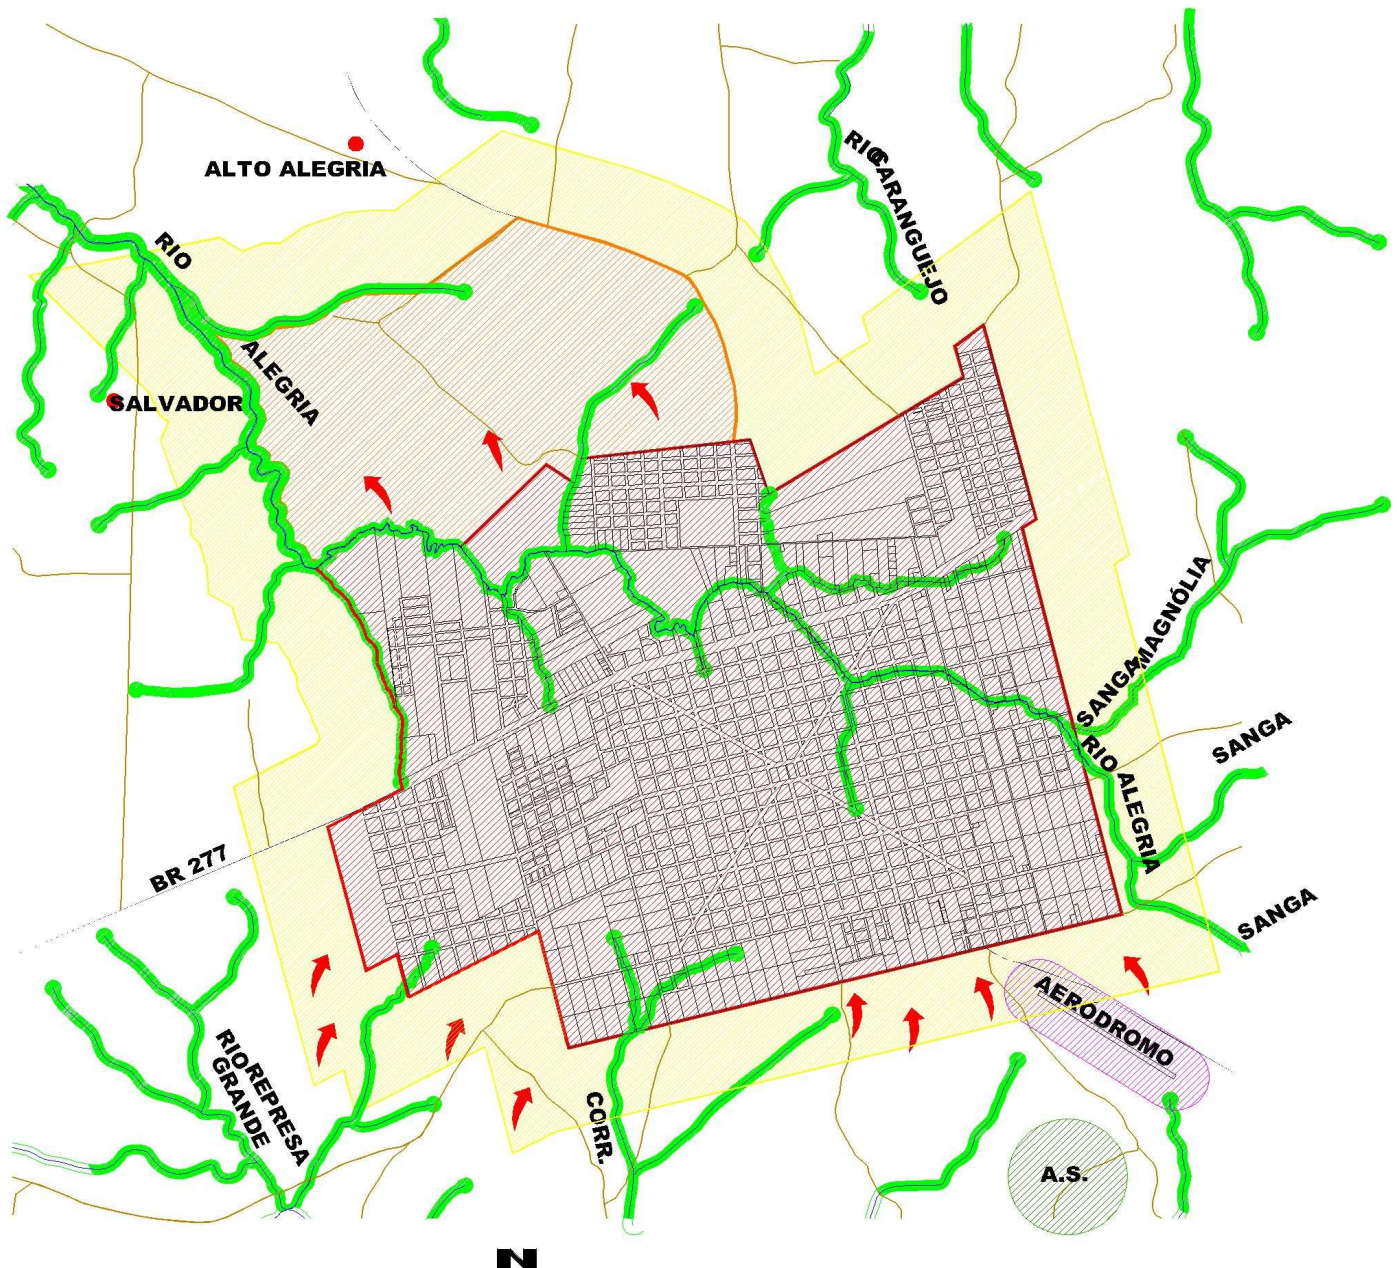 RIO CARANGUEJO
ALTO ALEGRIA
RIO
ALEGRIA
SALVADOR
SANGA MAGNÓLIA
SANGA
RIO ALEGRIA
BR 277
SANGA
AERODROMO
RIO REPRESA
GRANDE
CORR.
A.S.
N